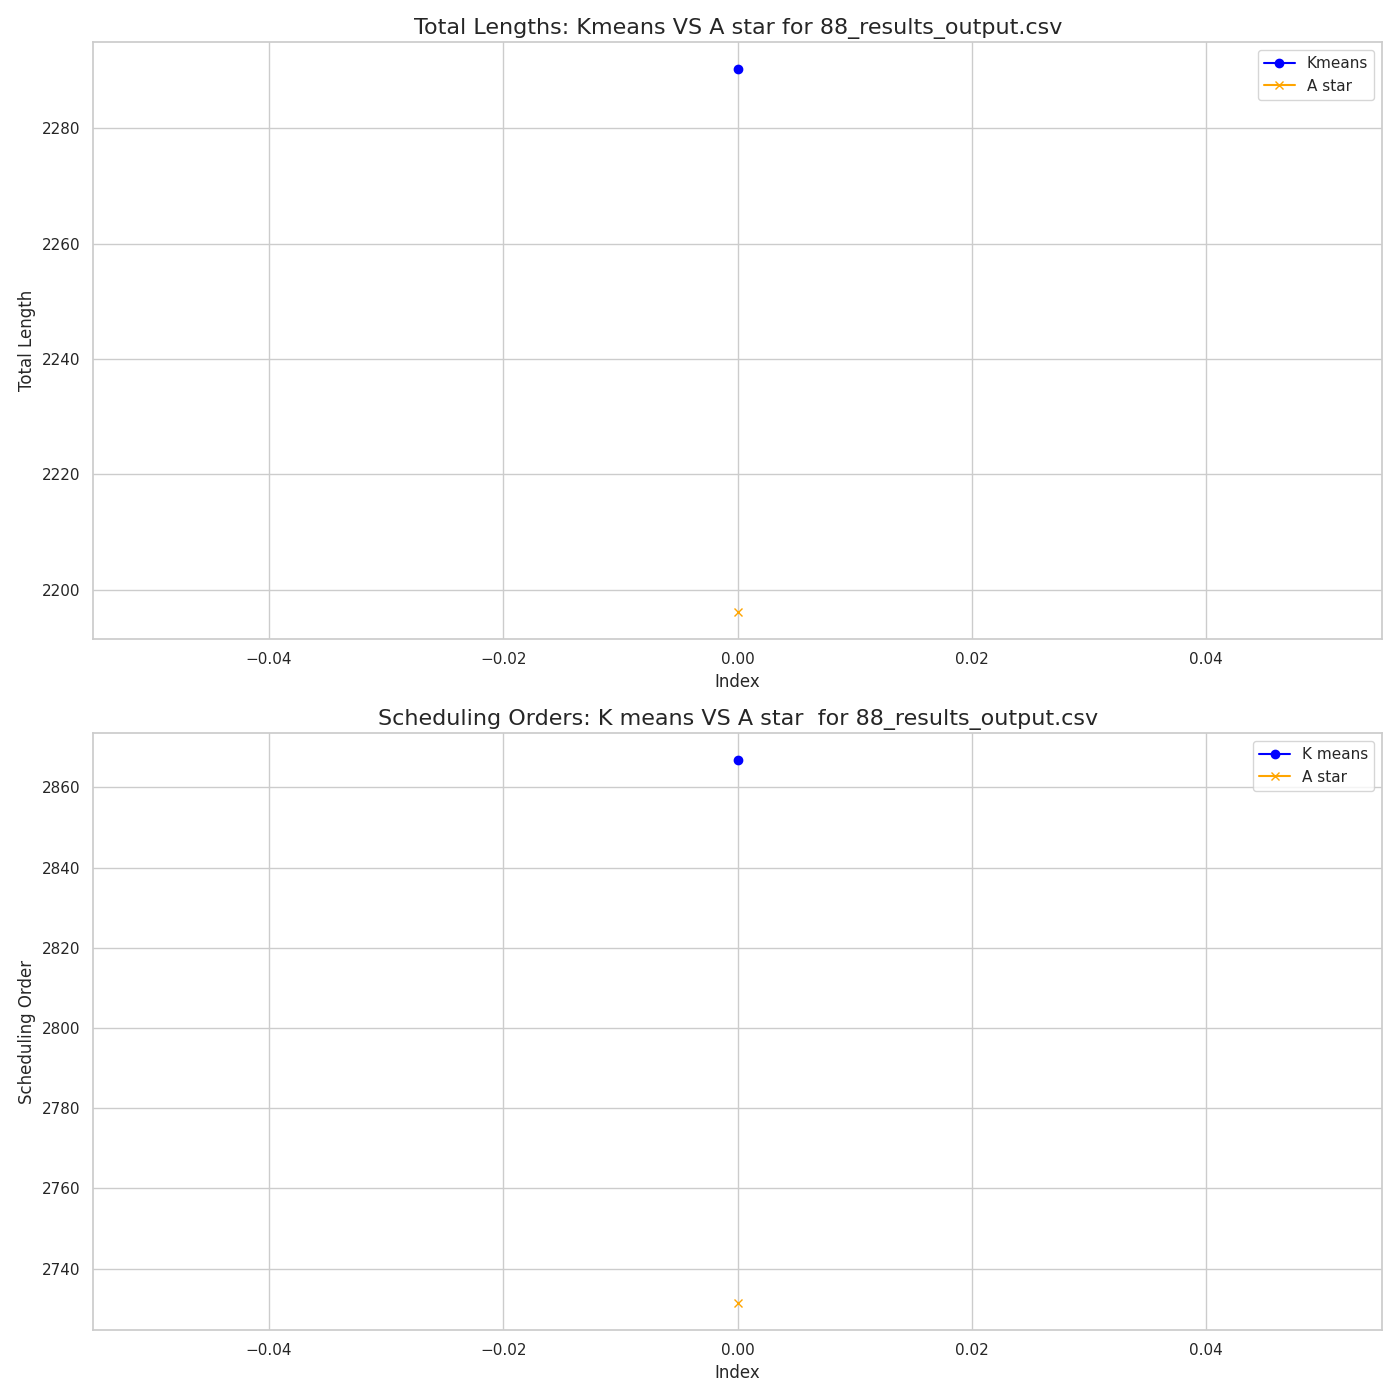 Total Lengths: Kmeans VS A star for 88_results_output.csv
Kmeans
A star
2280
2260
2240
2220
2200
Total Length
−0.04 −0.02 0.00 0.02 0.04
Index
Scheduling Orders: K means VS A star  for 88_results_output.csv
K means
A star
2860
2840
2820
2800
2780
2760
2740
Scheduling Order
−0.04 −0.02 0.00 0.02 0.04
Index